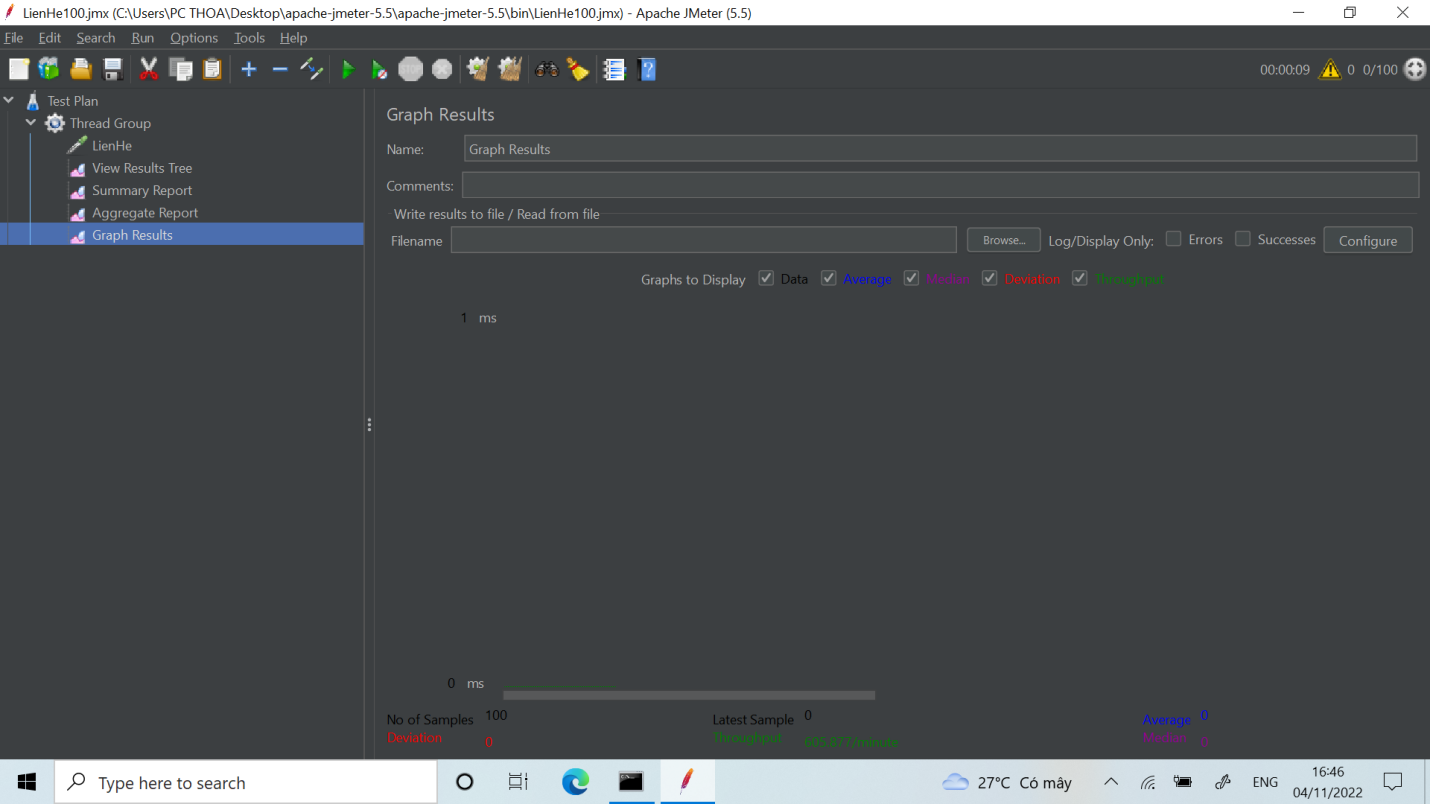 LienHe100.jmx (C:\Users\PC THOA\Desktop\apache-jmeter-5.5\apache-jmeter-5.5\bin\LienHe100.jmx) - Apache JMeter (5.5)
File Edit Search Run Options Tools Help
STOP 00:00:09 0 0/100
Test Plan
Thread Group
LienHe
View Results Tree
Summary Report
Aggregate Report
Graph Results
Graph Results
Name: Graph Results
Comments:
Write results to file / Read from file
Filename Browse... Log/Display Only: Errors Successes Configure
Graphs to Display Data Average Median Deviation Throughput
1 ms
0 ms
No of Samples 100 Latest Sample 0 Average 0
Deviation 0 Throughput 605.877/minute Median 0
Type here to search 27°C Có mây ENG 16:46
04/11/2022